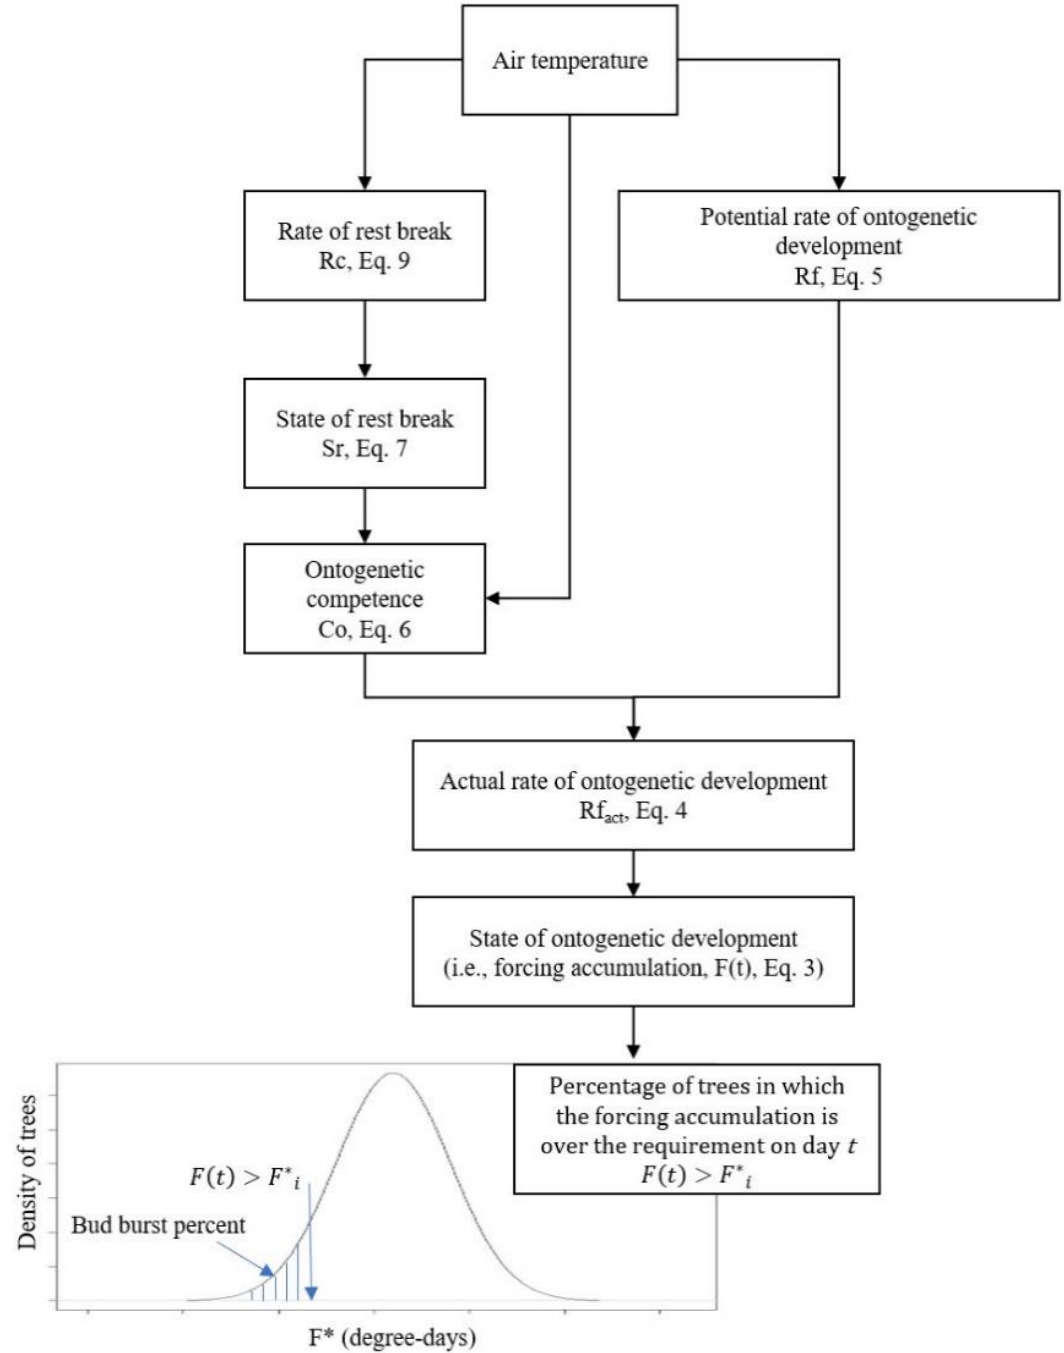 Air temperature
Rate of rest break
Rc, Eq. 9
Potential rate of ontogenetic
development
Rf, Eq. 5
State of rest break
Sr, Eq. 7
Ontogenetic
competence
Co, Eq. 6
Actual rate of ontogenetic development
Rfact, Eq. 4
State of ontogenetic development
(i.e., forcing accumulation, F(t), Eq. 3)
Percentage of trees in which
the forcing accumulation is
over the requirement on day t
F(t) > F*i
Density of trees
F(t) > F*i
Bud burst percent
F* (degree-days)